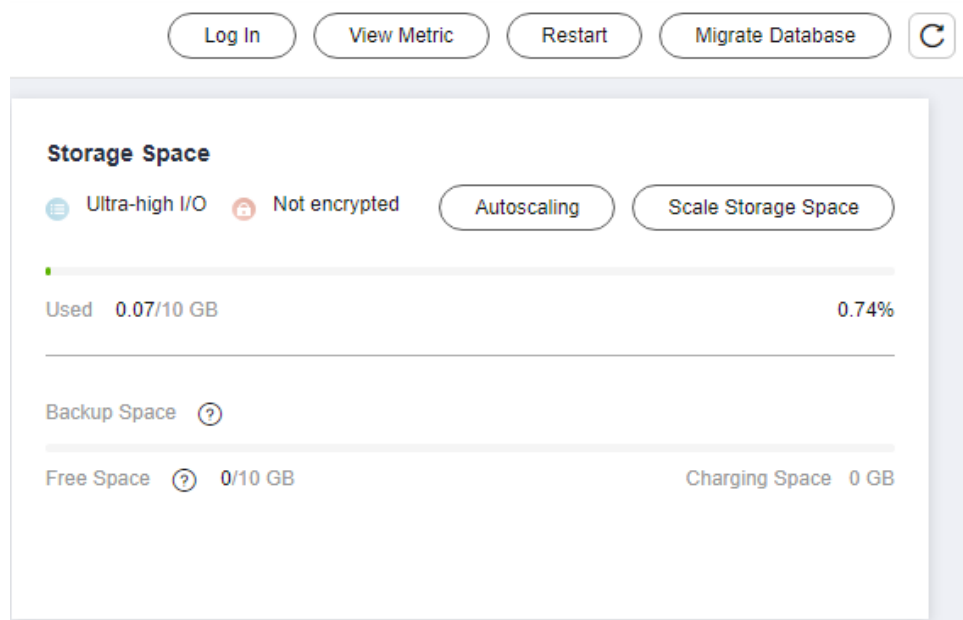 Log In View Metric Restart Migrate Database
Storage Space
Ultra-high I/O Not encrypted Autoscaling Scale Storage Space
Used 0.07/10 GB 0.74%
Backup Space ?
Free Space ? 0/10 GB Charging Space 0 GB